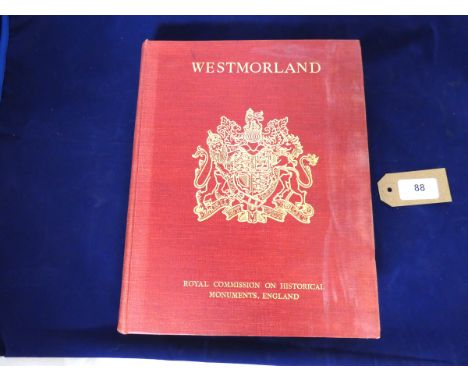 WESTMORLAND
ROYAL COMMISSION ON HISTORICAL
MONUMENTS, ENGLAND
88